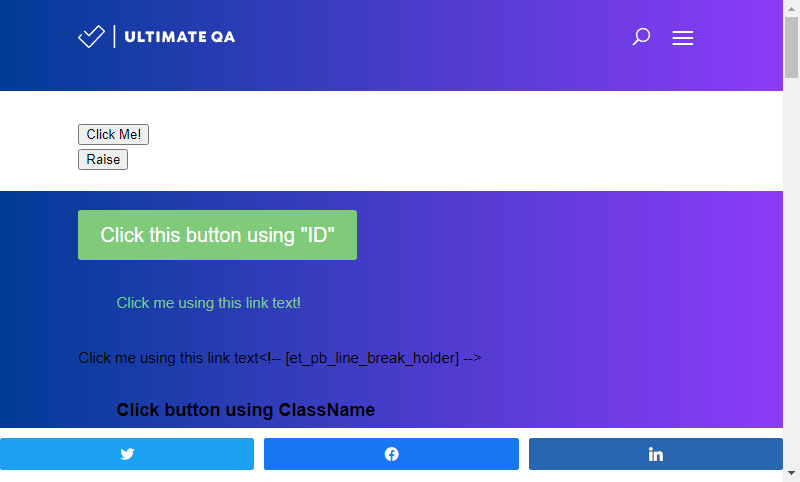 ULTIMATE QA
Click Me!
Raise
Click this button using "ID"
Click me using this link text!
Click me using this link text<!-- [et_pb_line_break_holder] -->
Click button using ClassName
in